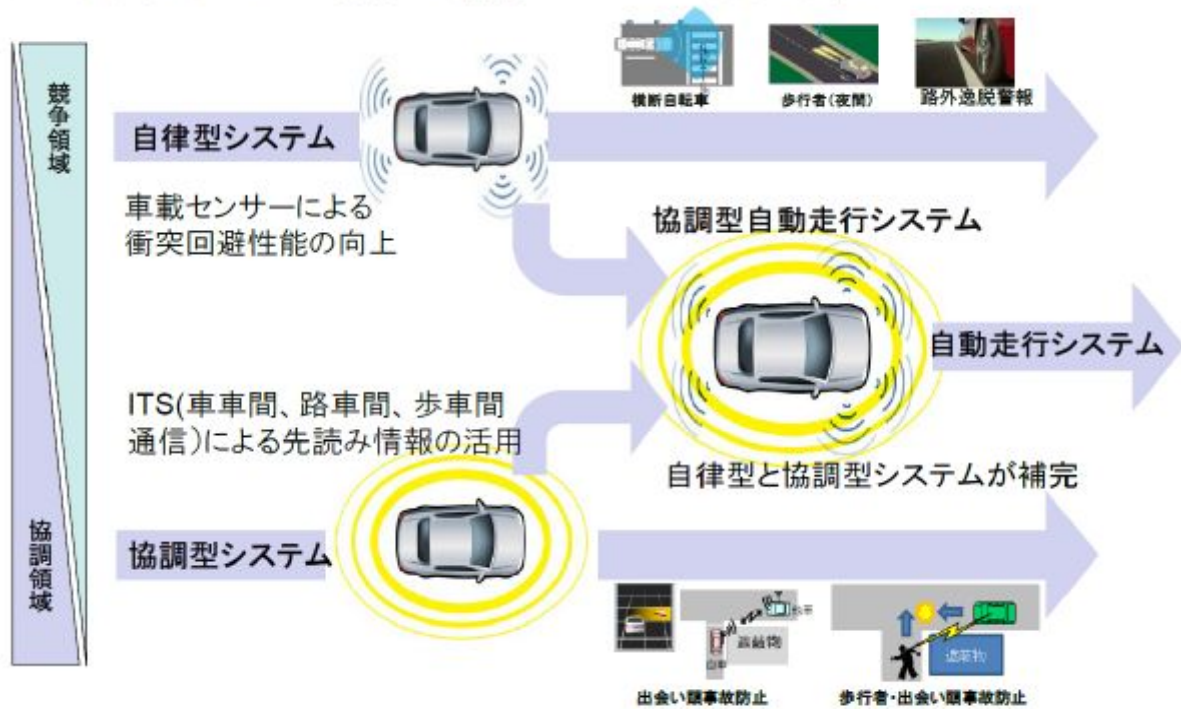 競争領域
協調領域
横断自転車
歩行者(夜間)
路外逸脱警報
自律型システム
車載センサーによる
衝突回避性能の向上
協調型自動走行システム
自動走行システム
ITS(車車間、路車間、歩車間
通信)による先読み情報の活用
自律型と協調型システムが補完
協調型システム
遮蔽物
自車
出会い頭事故防止
遮蔽物
歩行者・出会い頭事故防止